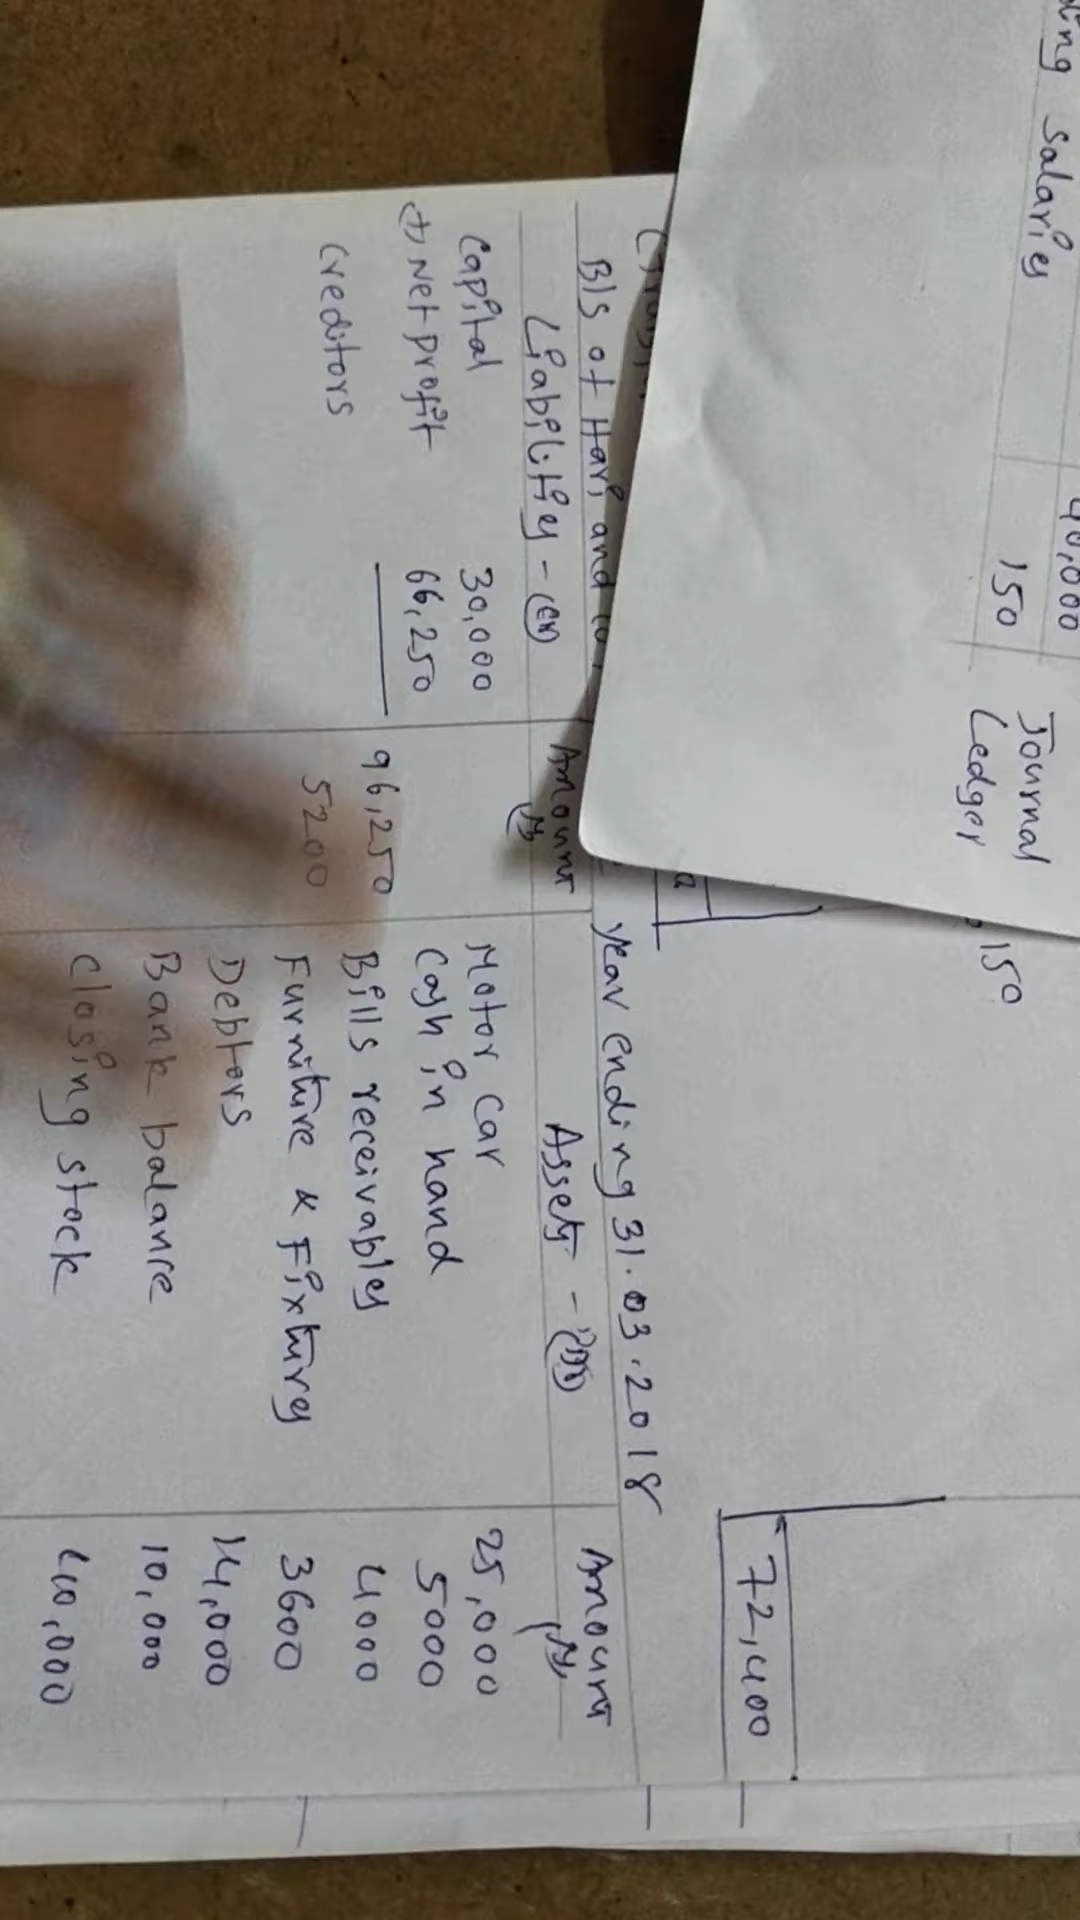 ding salaries 150
40,000
Journal
Ledger
150
72,400
B/S of Hari and year ending 31.03.2018
Liability - Amount Assets - Amount
Capital 30,000 Motor car 25,000
(+) Net profit 66,250 Cash in hand 5000
96,250 Bills receivables 4000
Creditors 5200 Furniture & Fixtures 3600
Debtors 14,000
Bank balance 10,000
Closing stock 40,000